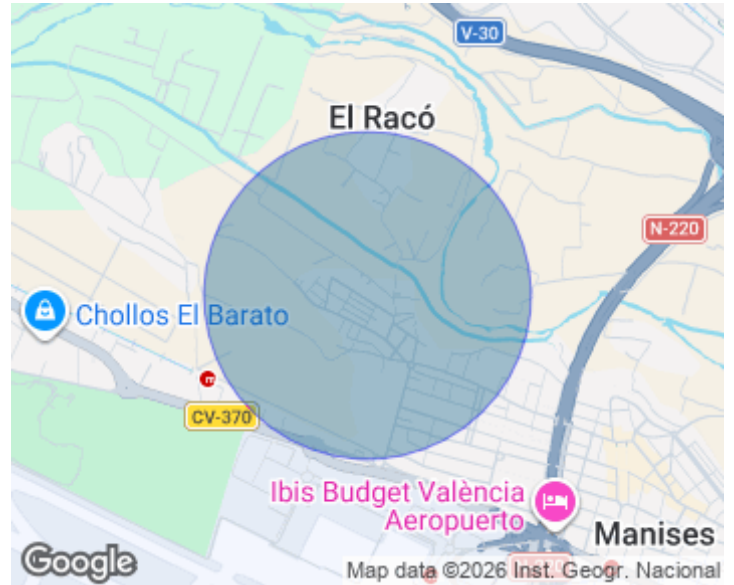 V-30
El Racó
N-220
Chollos El Barato
CV-370
Ibis Budget València
Aeropuerto
Manises
Google
Map data ©2026 Inst. Geogr. Nacional